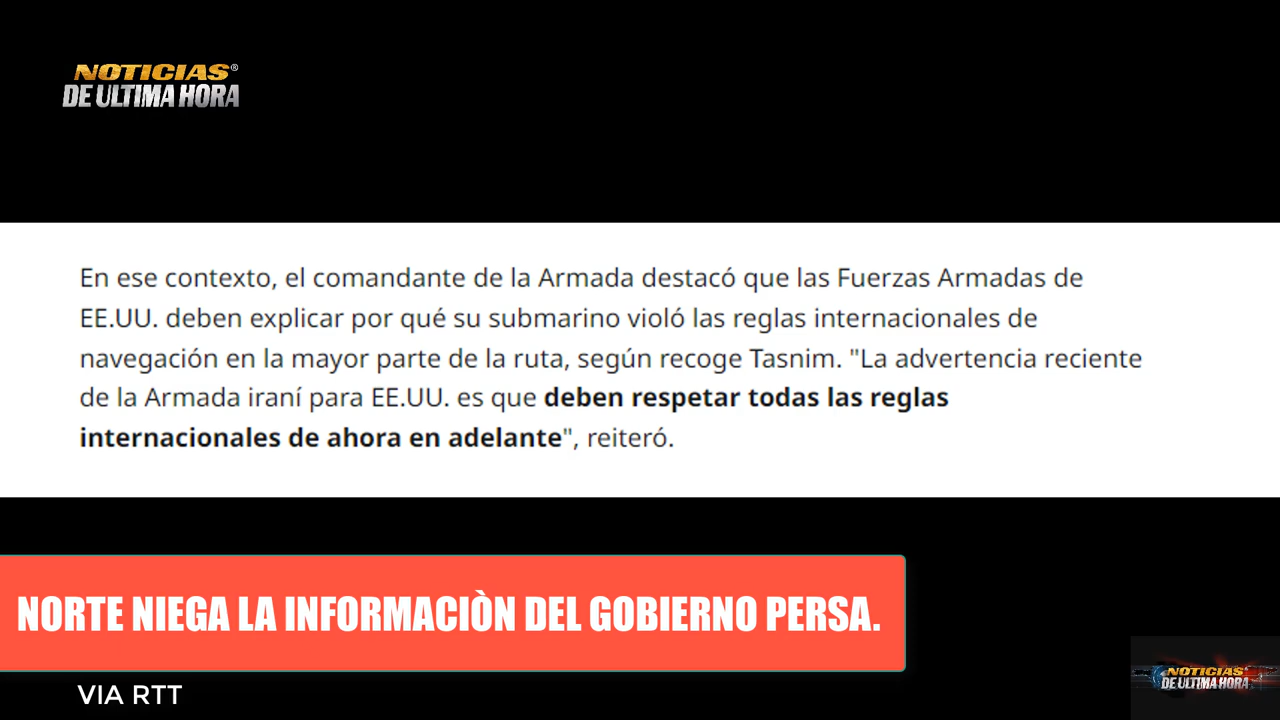 NOTICIAS®
DE ULTIMA HORA
En ese contexto, el comandante de la Armada destacó que las Fuerzas Armadas de
EE.UU. deben explicar por qué su submarino violó las reglas internacionales de
navegación en la mayor parte de la ruta, según recoge Tasnim. "La advertencia reciente
de la Armada iraní para EE.UU. es que deben respetar todas las reglas
internacionales de ahora en adelante", reiteró.
NORTE NIEGA LA INFORMACIÒN DEL GOBIERNO PERSA.
VIA RTT
NOTICIAS
DE ULTIMA HORA